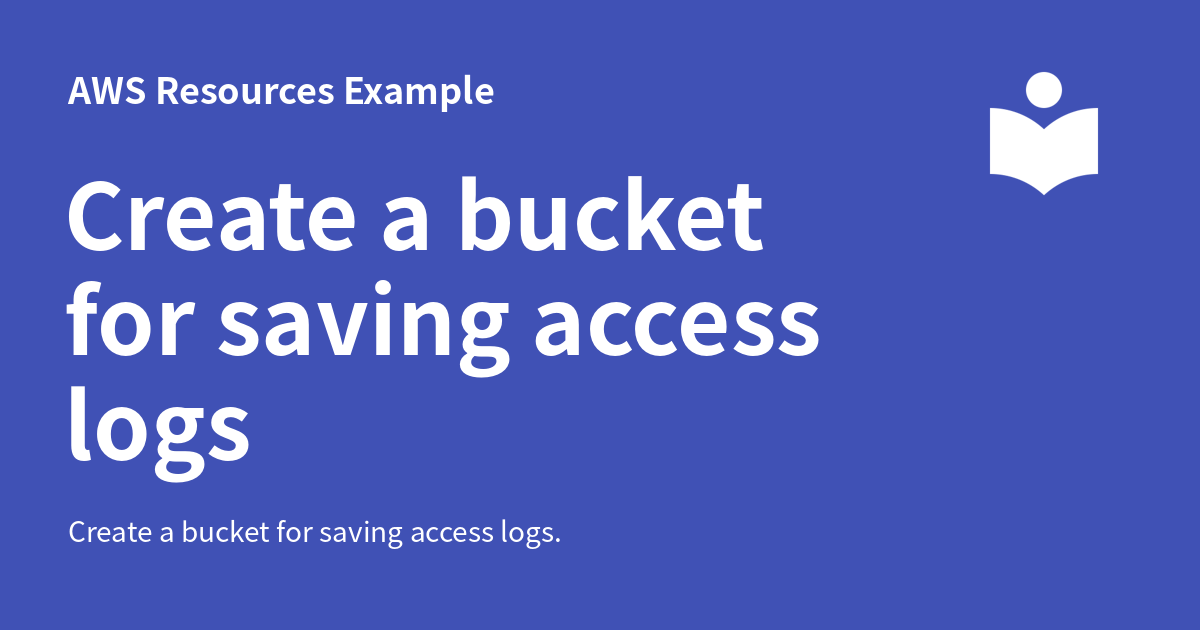 AWS Resources Example
Create a bucket
for saving access
logs
Create a bucket for saving access logs.